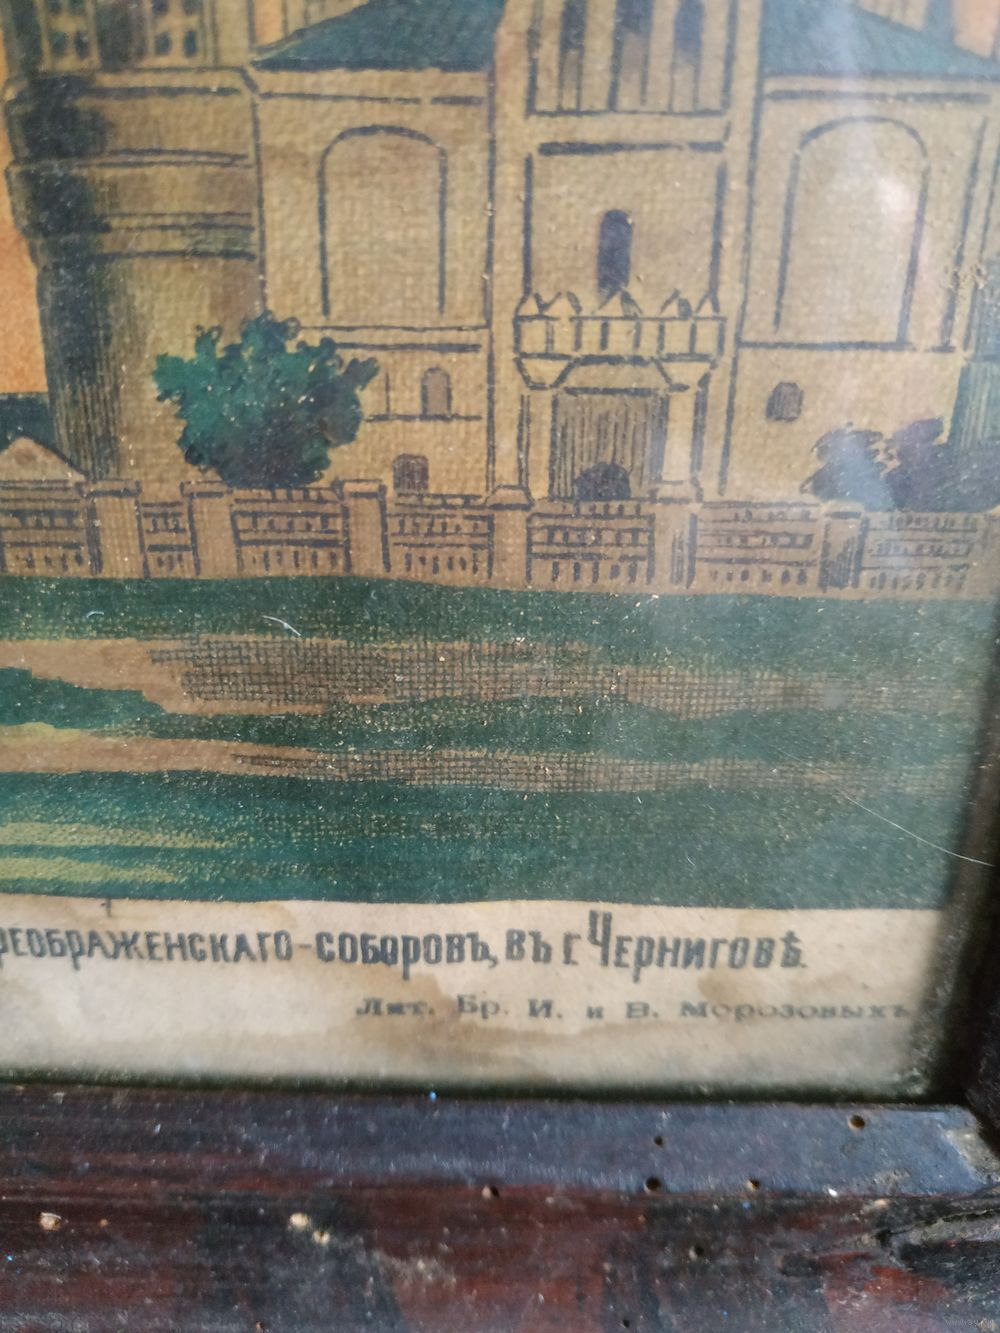 РЕОБРАЖЕНСКАГО-СОБОРОВЪ, ВЪ Г. ЧЕРНИГОВѢ.
Лит. Бр. И. и В. Морозовыхъ